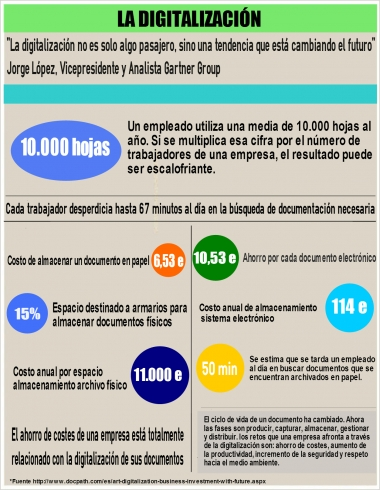 LA DIGITALIZACIÓN
"La digitalización no es solo algo pasajero, sino una tendencia que está cambiando el futuro"
Jorge López, Vicepresidente y Analista Gartner Group
10.000 hojas
Un empleado utiliza una media de 10.000 hojas al
año. Si se multiplica esa cifra por el número de
trabajadores de una empresa, el resultado puede
ser escalofriante.
Cada trabajador desperdicia hasta 67 minutos al día en la búsqueda de documentación necesaria
Costo de almacenar un documento en papel
6,53 e
15%
Espacio destinado a armarios para
almacenar documentos físicos
Costo anual por espacio
almacenamiento archivo físico
11.000 e
El ahorro de costes de una empresa está totalmente
relacionado con la digitalización de sus documentos
10,53 e
Ahorro por cada documento electrónico
Costo anual de almacenamiento
sistema electrónico
114 e
50 min
Se estima que se tarda un empleado
al día en buscar documentos que se
encuentran archivados en papel.
El ciclo de vida de un documento ha cambiado. Ahora
las fases son producir, capturar, almacenar, gestionar
y distribuir. los retos que una empresa afronta a través de
la digitalización son: ahorro de costes, aumento de
la productividad, incremento de la seguridad y respeto
hacia el medio ambiente.
*Fuente http://www.docpath.com/es/art-digitalization-business-investment-with-future.aspx